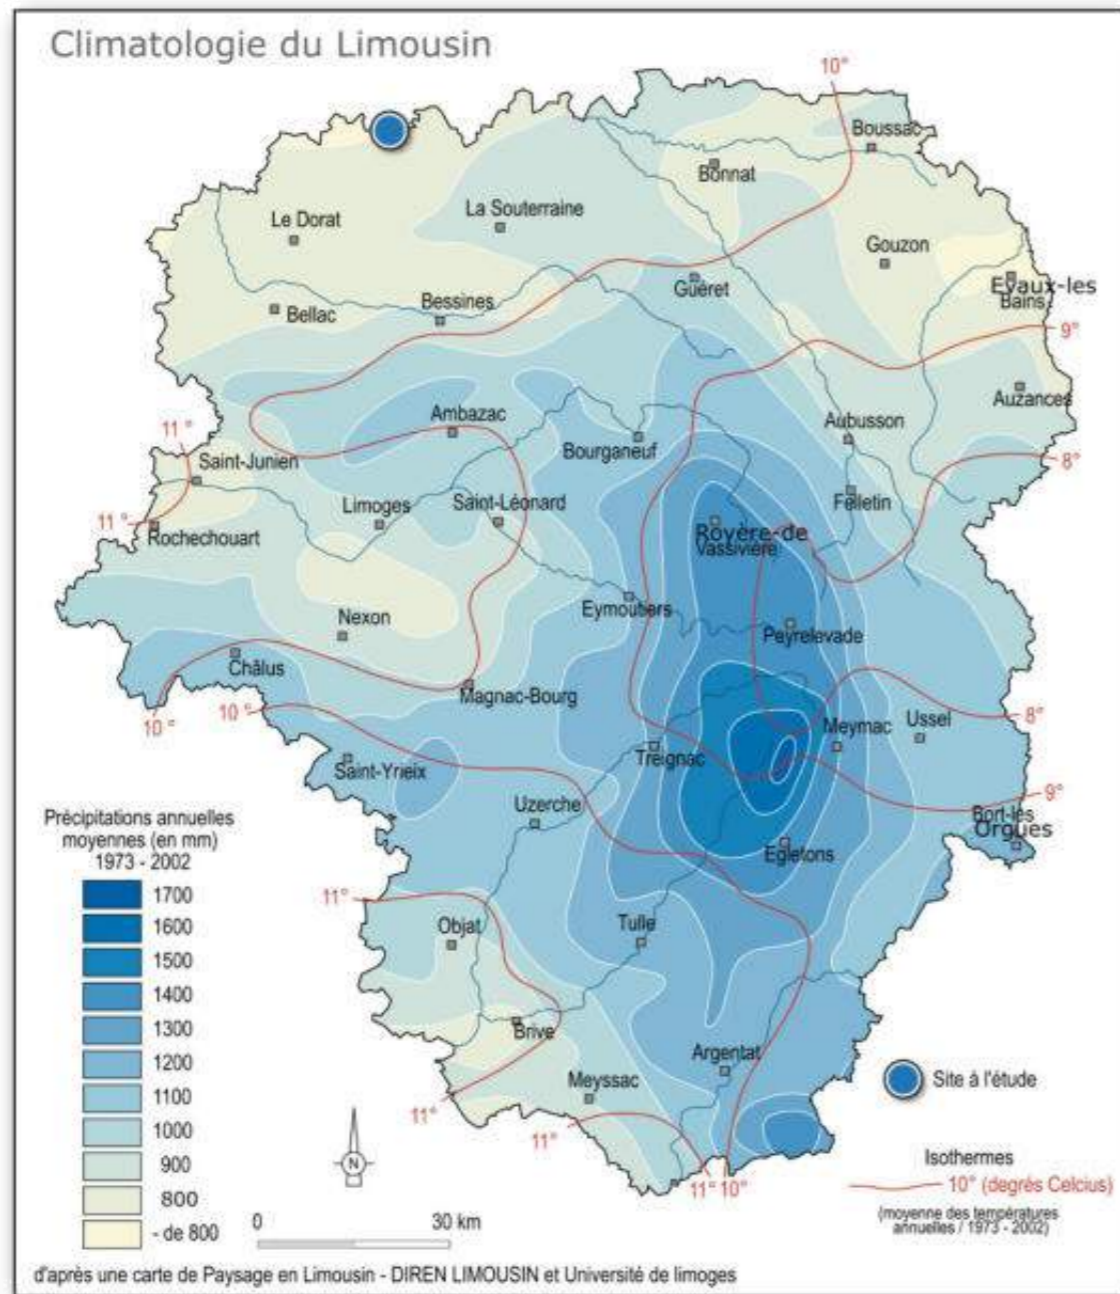 Climatologie du Limousin
10°
Boussac
Bonnat
La Souterraine
Le Dorat
Gouzon
Guéret
Evaux-les
Bains
Bessines
Bellac
9°
Auzances
Ambazac
Aubusson
11 °
Bourganeuf
8°
Saint-Junien
Felletin
Limoges
Saint-Léonard
11 °
Rochechouart
Royère-de
Vassivière
Eymoutiers
Nexon
Peyrelevade
Châlus
Magnac-Bourg
10 °
10 °
8°
Meymac
Ussel
Treignac
Saint-Yrieix
9°
Uzerche
Bort-les
Orgues
Egletons
Précipitations annuelles
moyennes (en mm)
1973 - 2002
1700
1600
1500
1400
1300
1200
1100
1000
900
800
- de 800
11°
Objat
Tulle
Brive
Argentat
Meyssac
11°
11°
11°
10°
Site à l'étude
Isothermes
10° (degrés Celcius)
(moyenne des températures
annuelles / 1973 - 2002)
N
0
30 km
d'après une carte de Paysage en Limousin - DIREN LIMOUSIN et Université de limoges